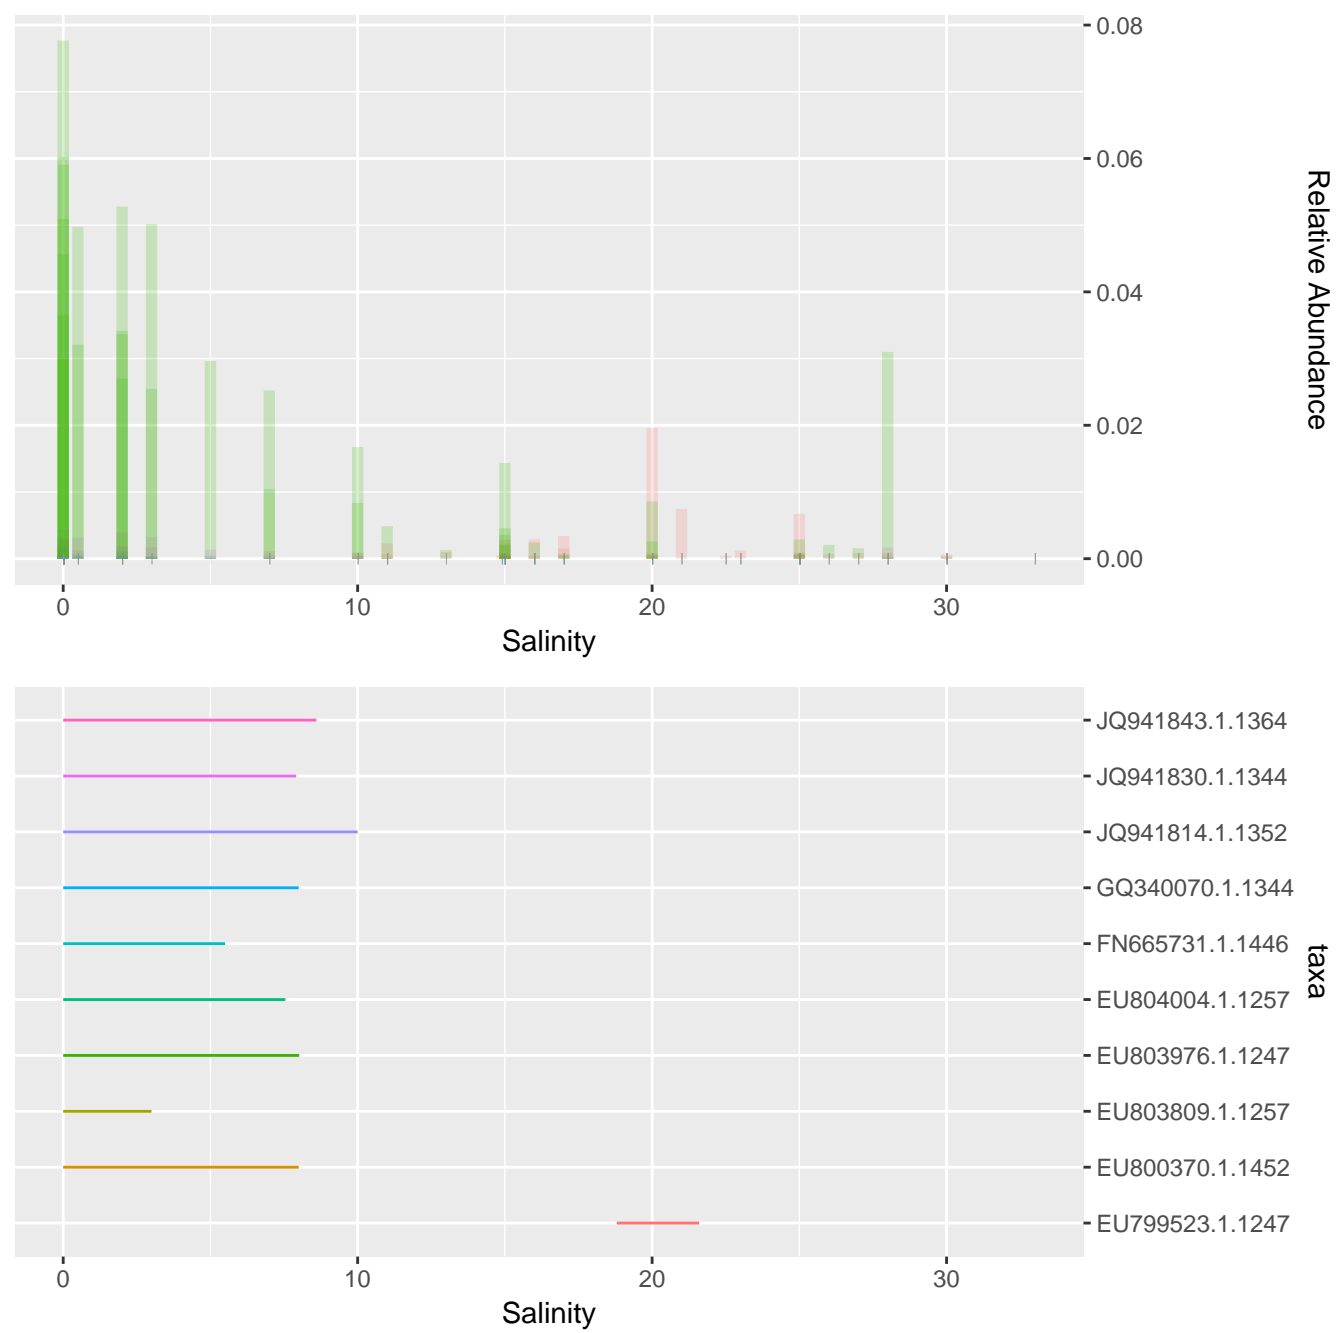 0.08
0.06
0.04
0.02
0.00
Relative Abundance
0 10 20 30
Salinity
JQ941843.1.1364
JQ941830.1.1344
JQ941814.1.1352
GQ340070.1.1344
FN665731.1.1446
EU804004.1.1257
EU803976.1.1247
EU803809.1.1257
EU800370.1.1452
EU799523.1.1247
taxa
0 10 20 30
Salinity